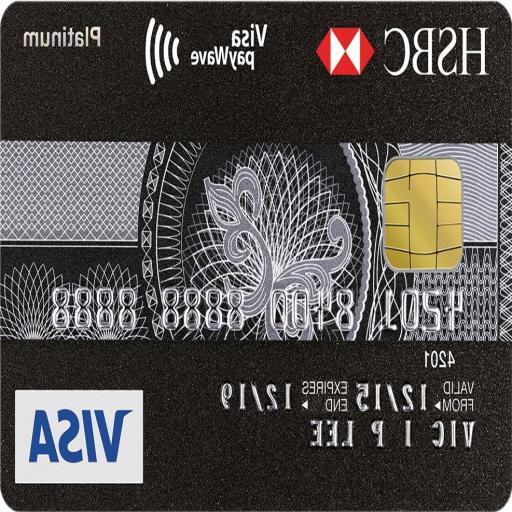 HSBC Visa payWave Platinum
4201 8400 8888 8888
4201
VALID FROM 12/15 EXPIRES END 12/19
VIC I P LEE
VISA